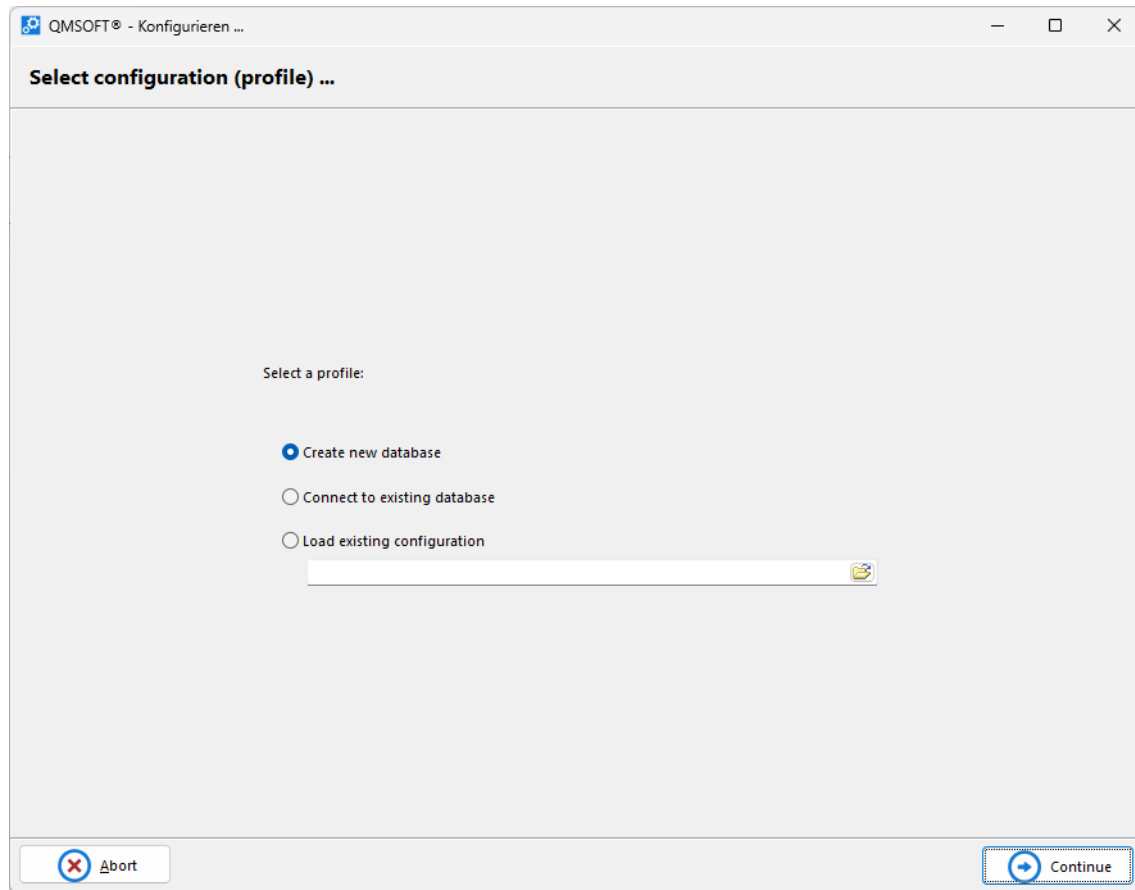 QMSOFT® - Konfigurieren ...
Select configuration (profile) ...
Select a profile:
Create new database
Connect to existing database
Load existing configuration
Abort
Continue